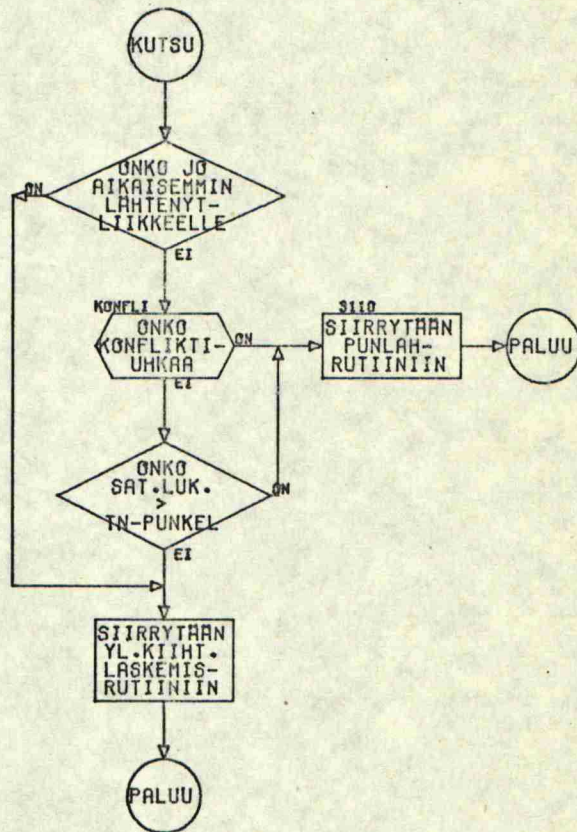 KUTSU
ONKO JO
AIKAISEMMIN
LÄHTENYT-
LIIKKEELLE
ON
EI
KONFLI
ONKO
KONFLIKTI-
UHKAA
ON
EI
S110
SIIRRYTÄÄN
PUNLAH-
RUTIINIIN
PALUU
ONKO
SAT.LUK.
>
TN-PUNKEL
ON
EI
SIIRRYTÄÄN
YL.KIIHT.
LASKEMIS-
RUTIINIIN
PALUU